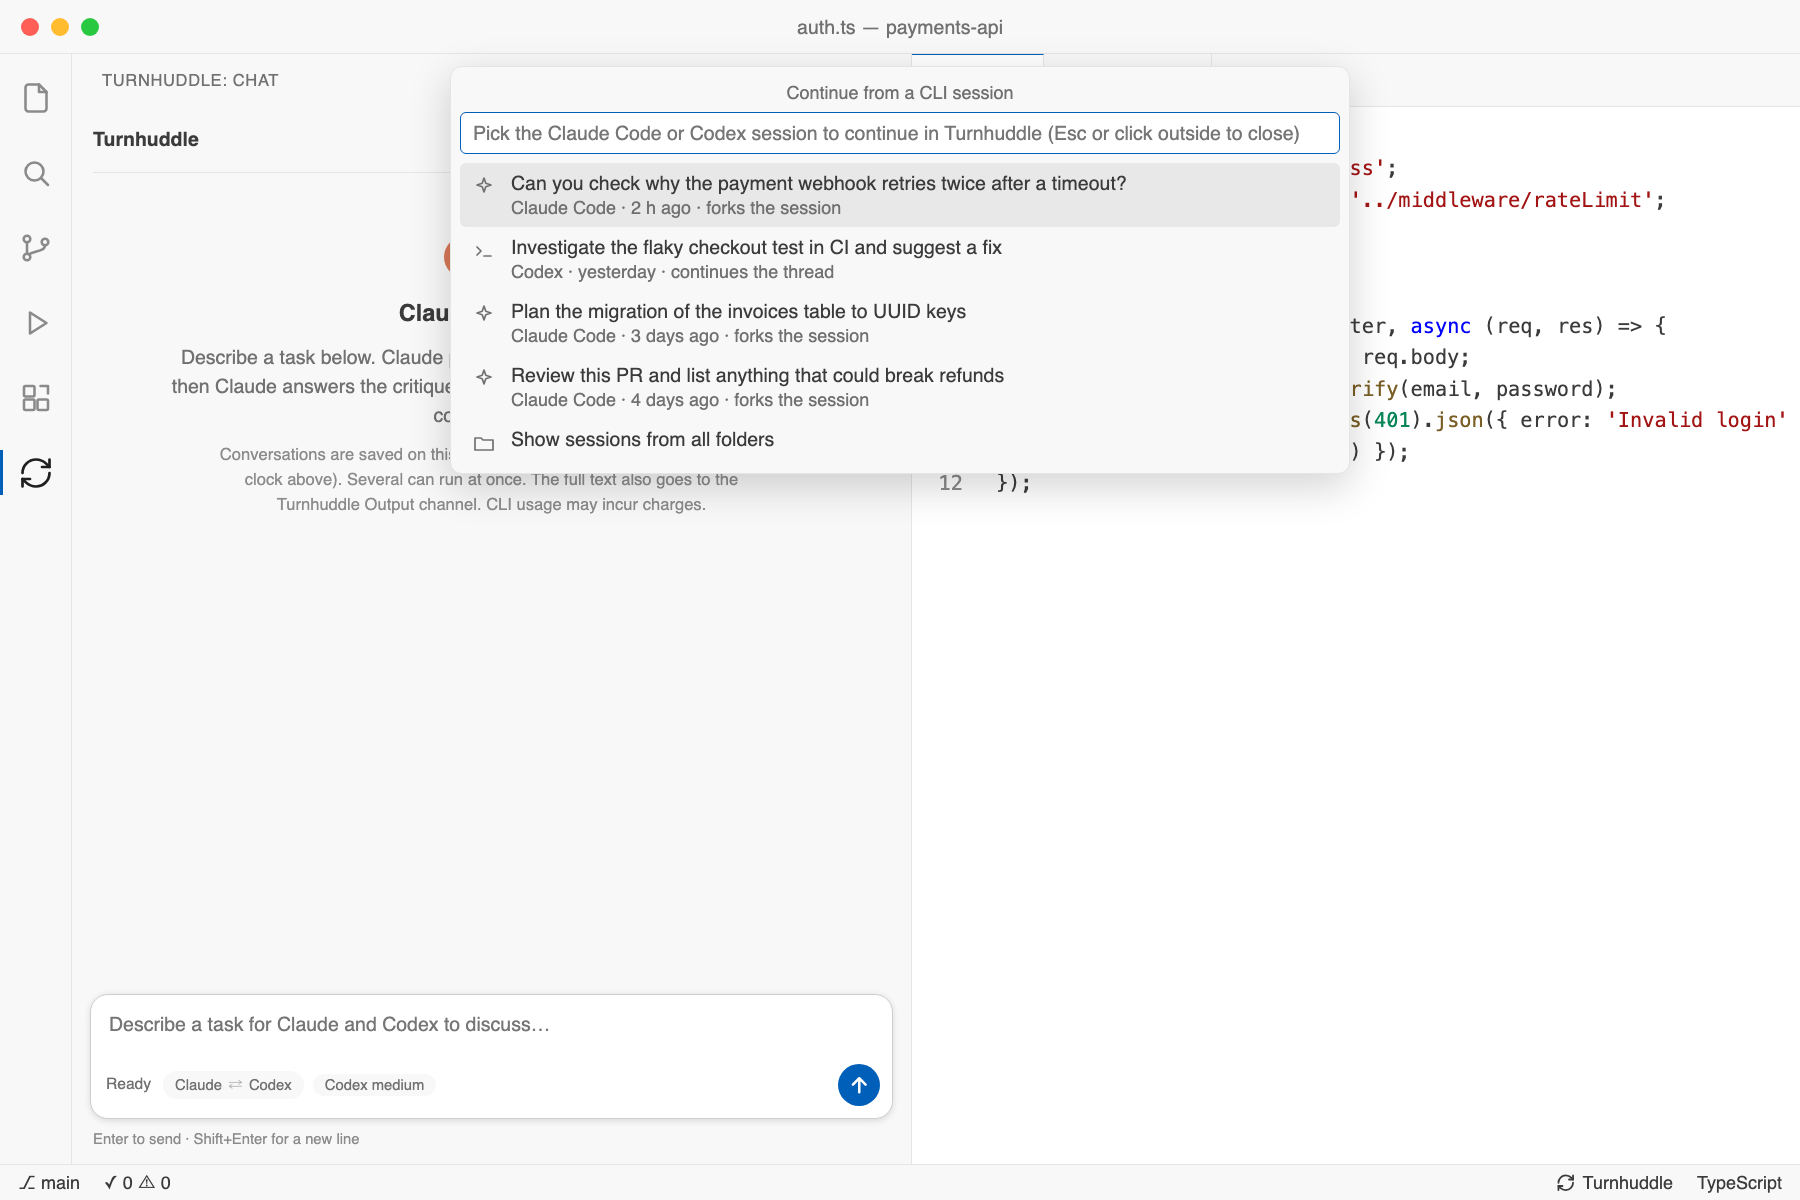 auth.ts — payments-api
TURNHUDDLE: CHAT
Turnhuddle
Continue from a CLI session
Pick the Claude Code or Codex session to continue in Turnhuddle (Esc or click outside to close)
Can you check why the payment webhook retries twice after a timeout?
Claude Code · 2 h ago · forks the session
Investigate the flaky checkout test in CI and suggest a fix
Codex · yesterday · continues the thread
Plan the migration of the invoices table to UUID keys
Claude Code · 3 days ago · forks the session
Review this PR and list anything that could break refunds
Claude Code · 4 days ago · forks the session
Show sessions from all folders
Describe a task below. Claude
then Claude answers the critique
Conversations are saved on this
clock above). Several can run at once. The full text also goes to the
Turnhuddle Output channel. CLI usage may incur charges.
ss';
'../middleware/rateLimit';
ter, async (req, res) => {
req.body;
rify(email, password);
s(401).json({ error: 'Invalid login'
) });
12 });
Describe a task for Claude and Codex to discuss…
Ready Claude ⇄ Codex Codex medium
Enter to send · Shift+Enter for a new line
main ✓ 0 ⚠ 0
Turnhuddle TypeScript